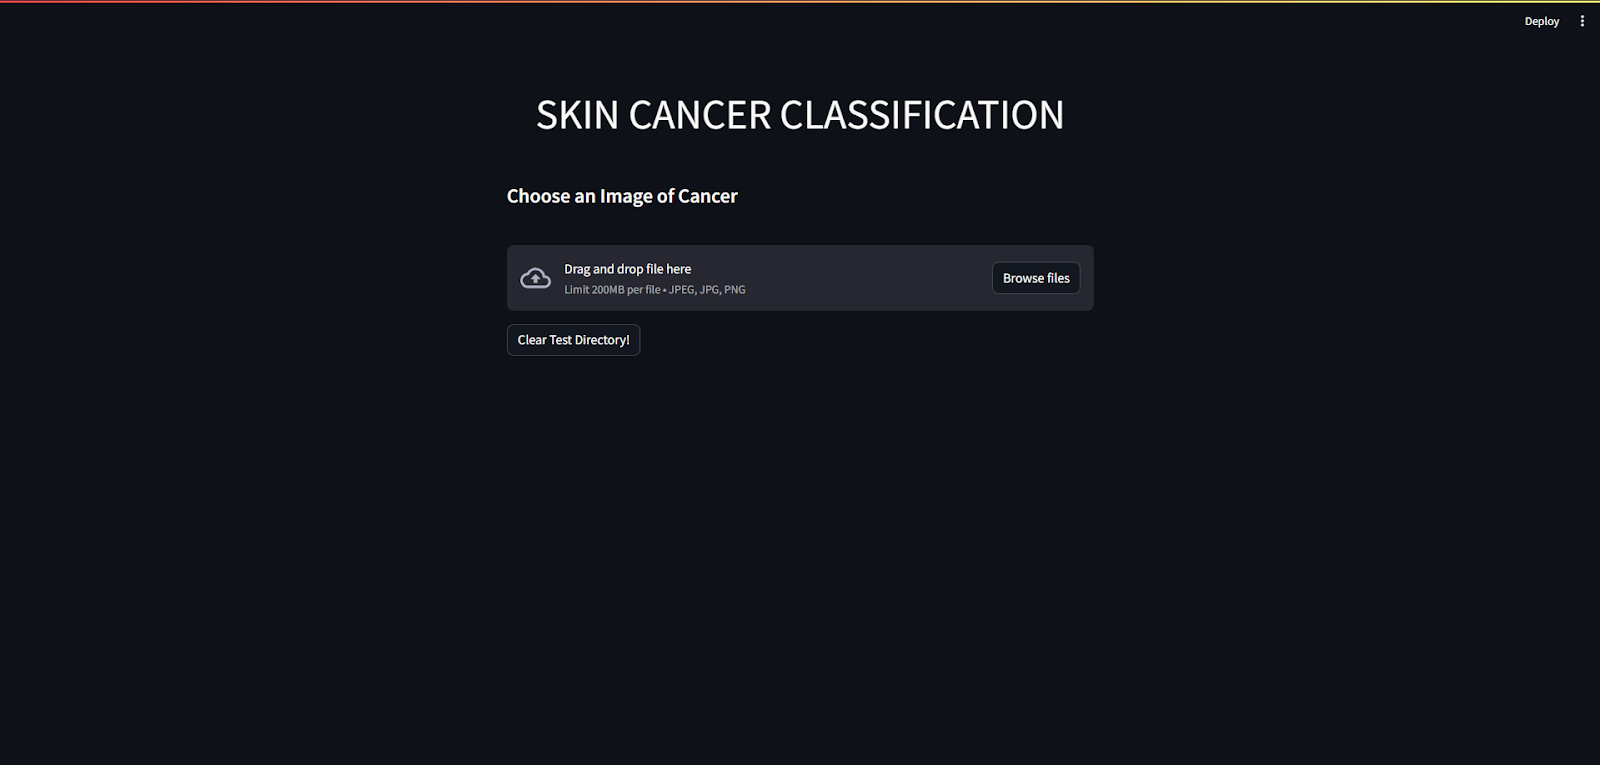 Deploy
SKIN CANCER CLASSIFICATION
Choose an Image of Cancer
Drag and drop file here
Limit 200MB per file • JPEG, JPG, PNG
Browse files
Clear Test Directory!